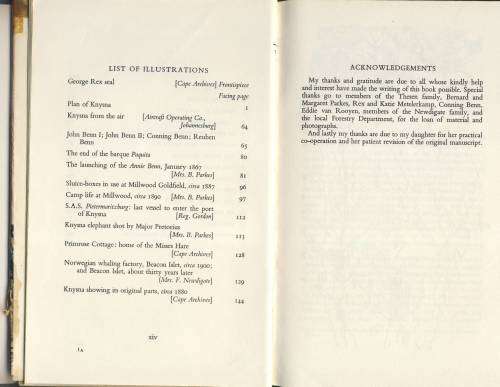 LIST OF ILLUSTRATIONS
George Rex seal [Cape Archives] Frontispiece
Facing page
Plan of Knysna 1
Knysna from the air [Aircraft Operating Co.,
Johannesburg] 64
John Benn I; John Benn II; Conning Benn; Reuben
Benn 65
The end of the barque Paquita 80
The launching of the Annie Benn, January 1867
[Mrs. B. Parkes] 81
Sluice-boxes in use at Millwood Goldfield, circa 1887 96
Camp life at Millwood, circa 1890 [Mrs. B. Parkes] 97
S.A.S. Pietermaritzburg: last vessel to enter the port
of Knysna [Reg. Gordon] 112
Knysna elephant shot by Major Pretorius
[Mrs. B. Parkes] 113
Primrose Cottage: home of the Misses Hare
[Cape Archives] 128
Norwegian whaling factory, Beacon Islet, circa 1900;
and Beacon Islet, about thirty years later
[Mrs. F. Newdigate] 129
Knysna showing its original parts, circa 1880
[Cape Archives] 144
xiv
1A
ACKNOWLEDGEMENTS
My thanks and gratitude are due to all whose kindly help
and interest have made the writing of this book possible. Special
thanks go to members of the Thesen family, Bernard and
Margaret Parkes, Rex and Katie Metelerkamp, Conning Benn,
Eddie van Rooyen, members of the Newdigate family, and
the local Forestry Department, for the loan of material and
photographs.
And lastly my thanks are due to my daughter for her practical
co-operation and her patient revision of the original manuscript.